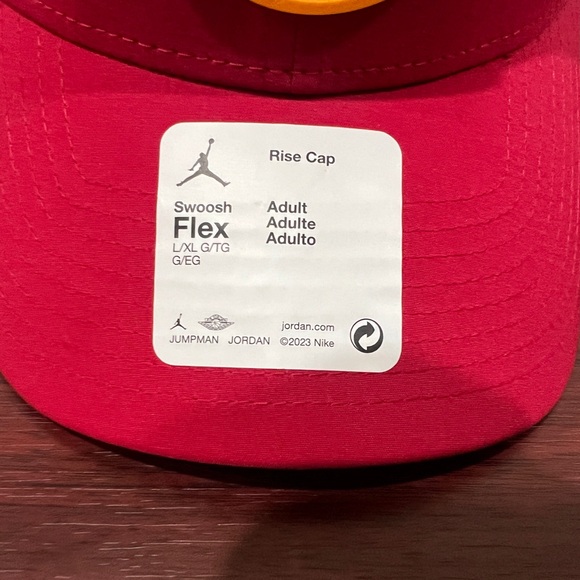 Rise Cap
Swoosh
Flex
L/XL G/TG
G/EG
Adult
Adulte
Adulto
jordan.com
JUMPMAN JORDAN ©2023 Nike